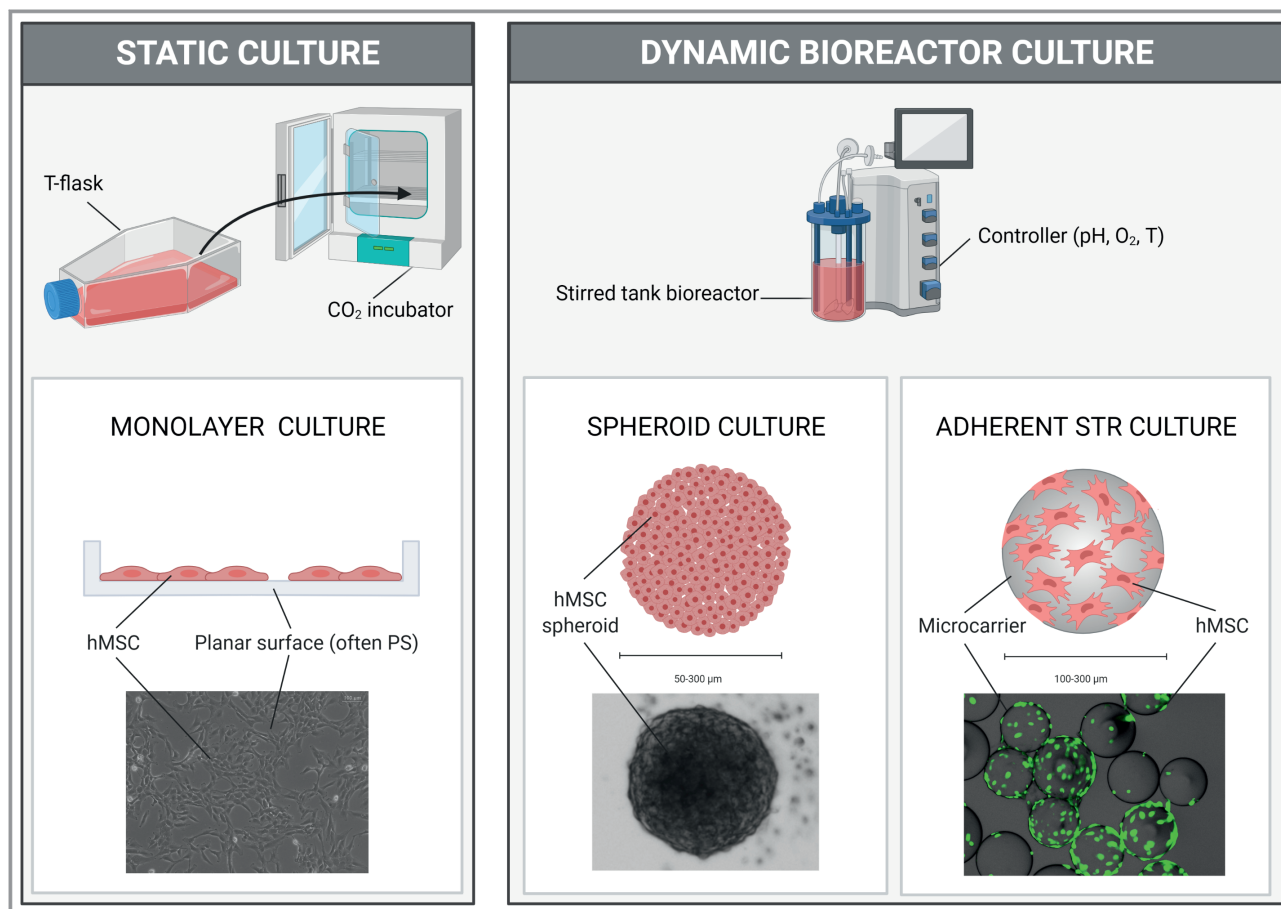 STATIC CULTURE
T-flask
CO₂ incubator
MONOLAYER CULTURE
hMSC
Planar surface (often PS)
DYNAMIC BIOREACTOR CULTURE
Controller (pH, O₂, T)
Stirred tank bioreactor
SPHEROID CULTURE
hMSC
spheroid
50-300 µm
ADHERENT STR CULTURE
Microcarrier
hMSC
100-300 µm